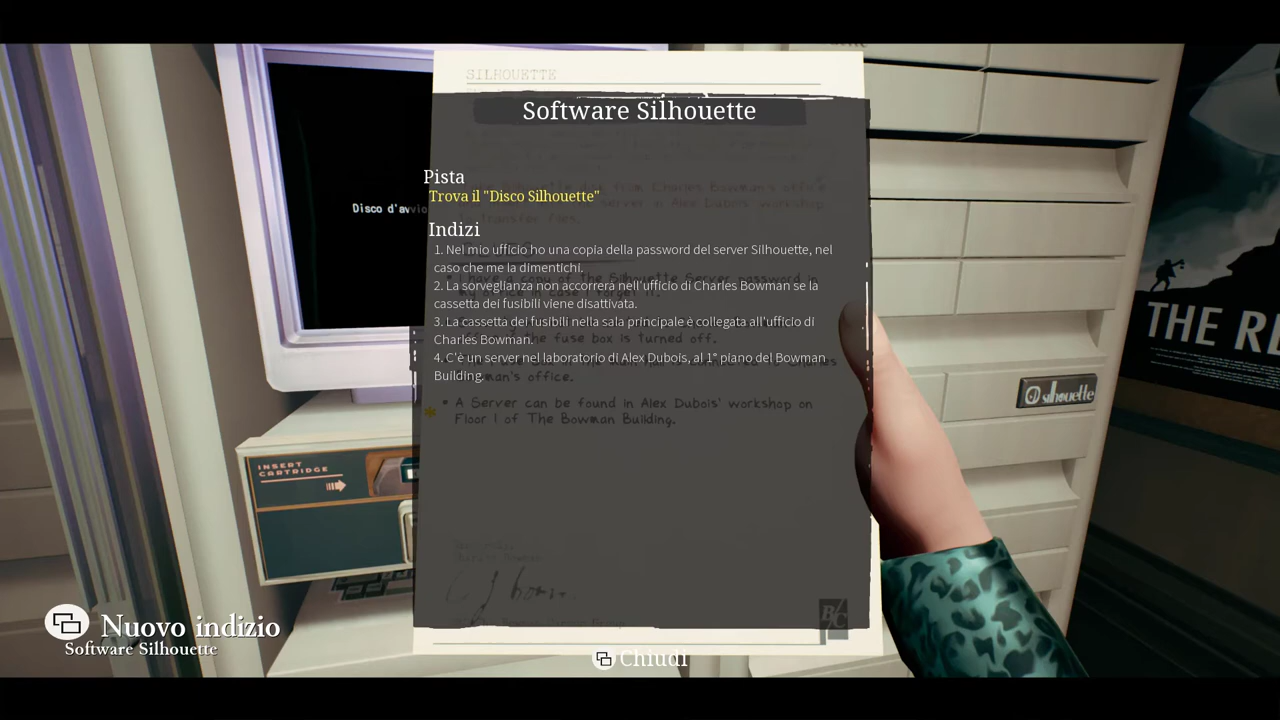 SILHOUETTE
Software Silhouette
Pista
Trova il "Disco Silhouette"
Indizi
1. Nel mio ufficio ho una copia della password del server Silhouette, nel
caso che me la dimentichi.
2. La sorveglianza non accorrerà nell'ufficio di Charles Bowman se la
cassetta dei fusibili viene disattivata.
3. La cassetta dei fusibili nella sala principale è collegata all'ufficio di
Charles Bowman.
4. C'è un server nel laboratorio di Alex Dubois, al 1° piano del Bowman
Building.
• A Server can be found in Alex Dubois' workshop on
Floor 1 of The Bowman Building.
Disco d'avvio
INSERT
CARTRIDGE
THE RE
silhouette
Nuovo indizio
Software Silhouette
Chiudi